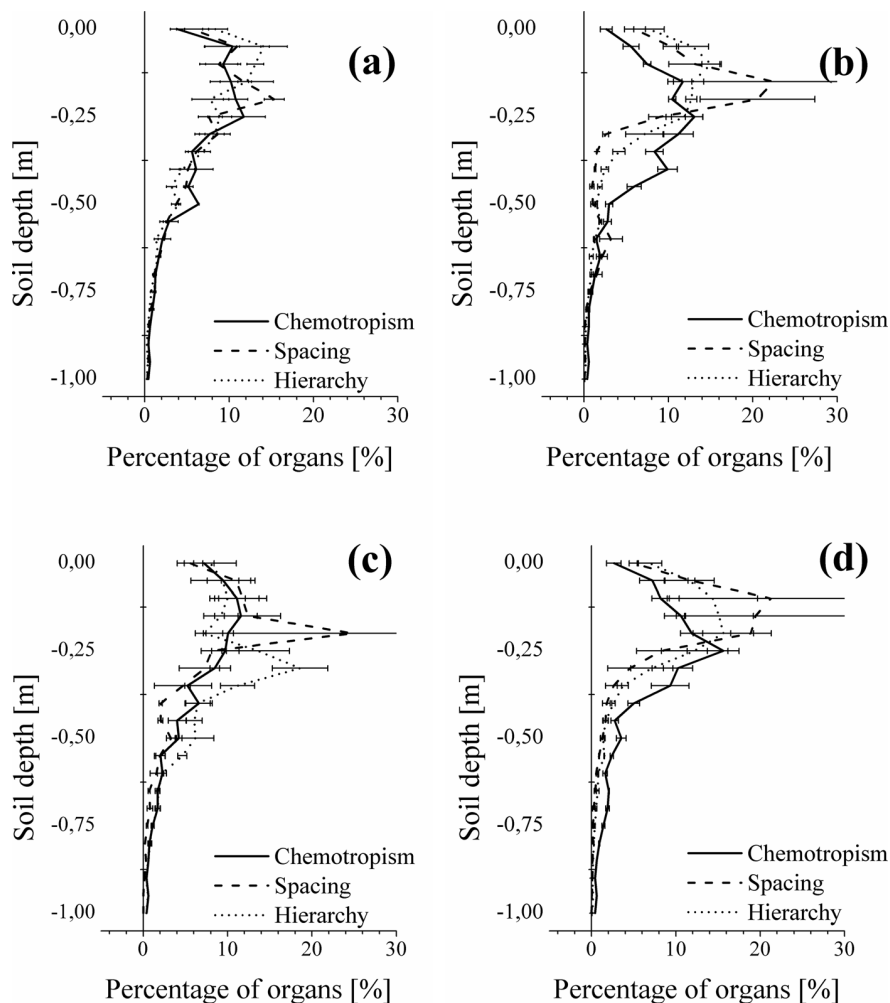 (a)
Soil depth [m]
0,00
-0,25
-0,50
-0,75
-1,00
Chemotropism
Spacing
Hierarchy
0 10 20 30
Percentage of organs [%]
(b)
Soil depth [m]
0,00
-0,25
-0,50
-0,75
-1,00
Chemotropism
Spacing
Hierarchy
0 10 20 30
Percentage of organs [%]
(c)
Soil depth [m]
0,00
-0,25
-0,50
-0,75
-1,00
Chemotropism
Spacing
Hierarchy
0 10 20 30
Percentage of organs [%]
(d)
Soil depth [m]
0,00
-0,25
-0,50
-0,75
-1,00
Chemotropism
Spacing
Hierarchy
0 10 20 30
Percentage of organs [%]